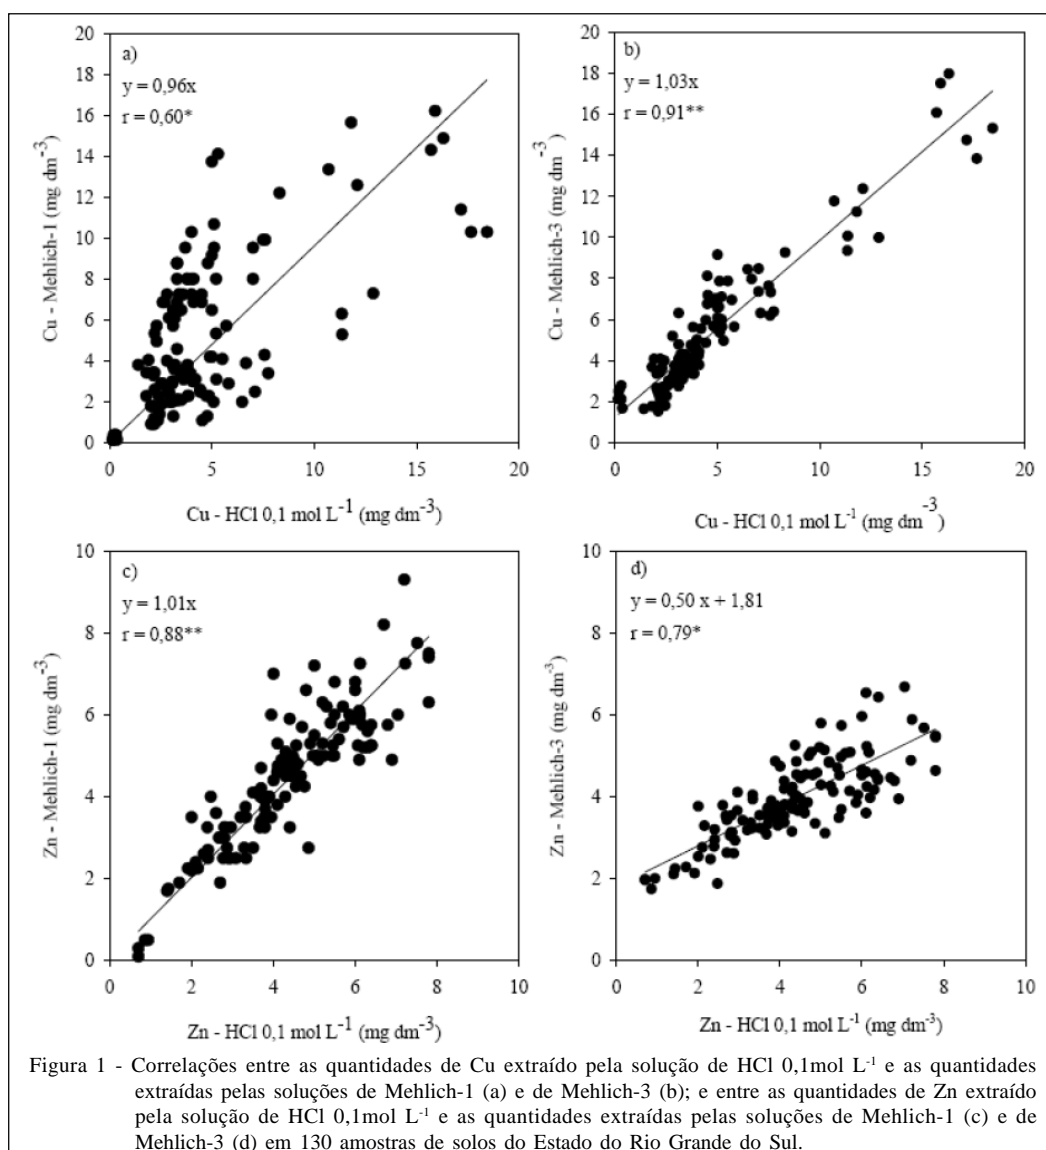 a)
y = 0,96x
r = 0,60*
20
18
16
14
12
10
8
6
4
2
0
Cu - Mehlich-1 (mg dm-3)
0 5 10 15 20
Cu - HCl 0,1 mol L-1 (mg dm-3)
b)
y = 1,03x
r = 0,91**
20
18
16
14
12
10
8
6
4
2
0
Cu - Mehlich-3 (mg dm-3)
0 5 10 15 20
Cu - HCl 0,1 mol L-1 (mg dm-3)
c)
y = 1,01x
r = 0,88**
10
8
6
4
2
0
Zn - Mehlich-1 (mg dm-3)
0 2 4 6 8 10
Zn - HCl 0,1 mol L-1 (mg dm-3)
d)
y = 0,50 x + 1,81
r = 0,79*
10
8
6
4
2
0
Zn - Mehlich-3 (mg dm-3)
0 2 4 6 8 10
Zn - HCl 0,1 mol L-1 (mg dm-3)
Figura 1 - Correlações entre as quantidades de Cu extraído pela solução de HCl 0,1mol L-1 e as quantidades
extraídas pelas soluções de Mehlich-1 (a) e de Mehlich-3 (b); e entre as quantidades de Zn extraído
pela solução de HCl 0,1mol L-1 e as quantidades extraídas pelas soluções de Mehlich-1 (c) e de
Mehlich-3 (d) em 130 amostras de solos do Estado do Rio Grande do Sul.